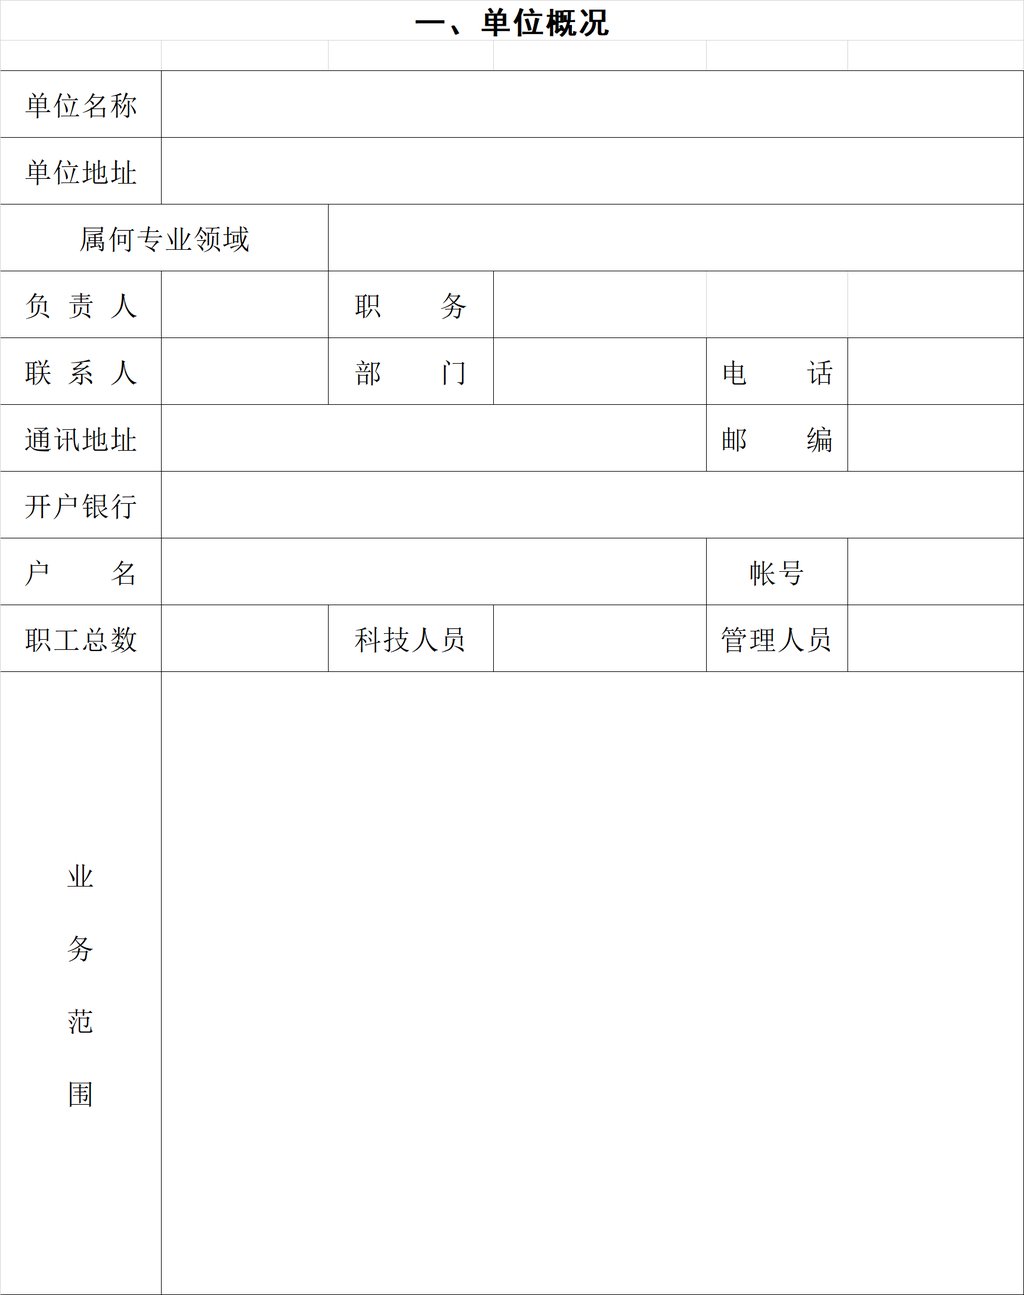 一、单位概况
单位名称
单位地址
属何专业领域
负 责 人 职 务
联 系 人 部 门 电 话
通讯地址 邮 编
开户银行
户 名 帐号
职工总数 科技人员 管理人员
业
务
范
围